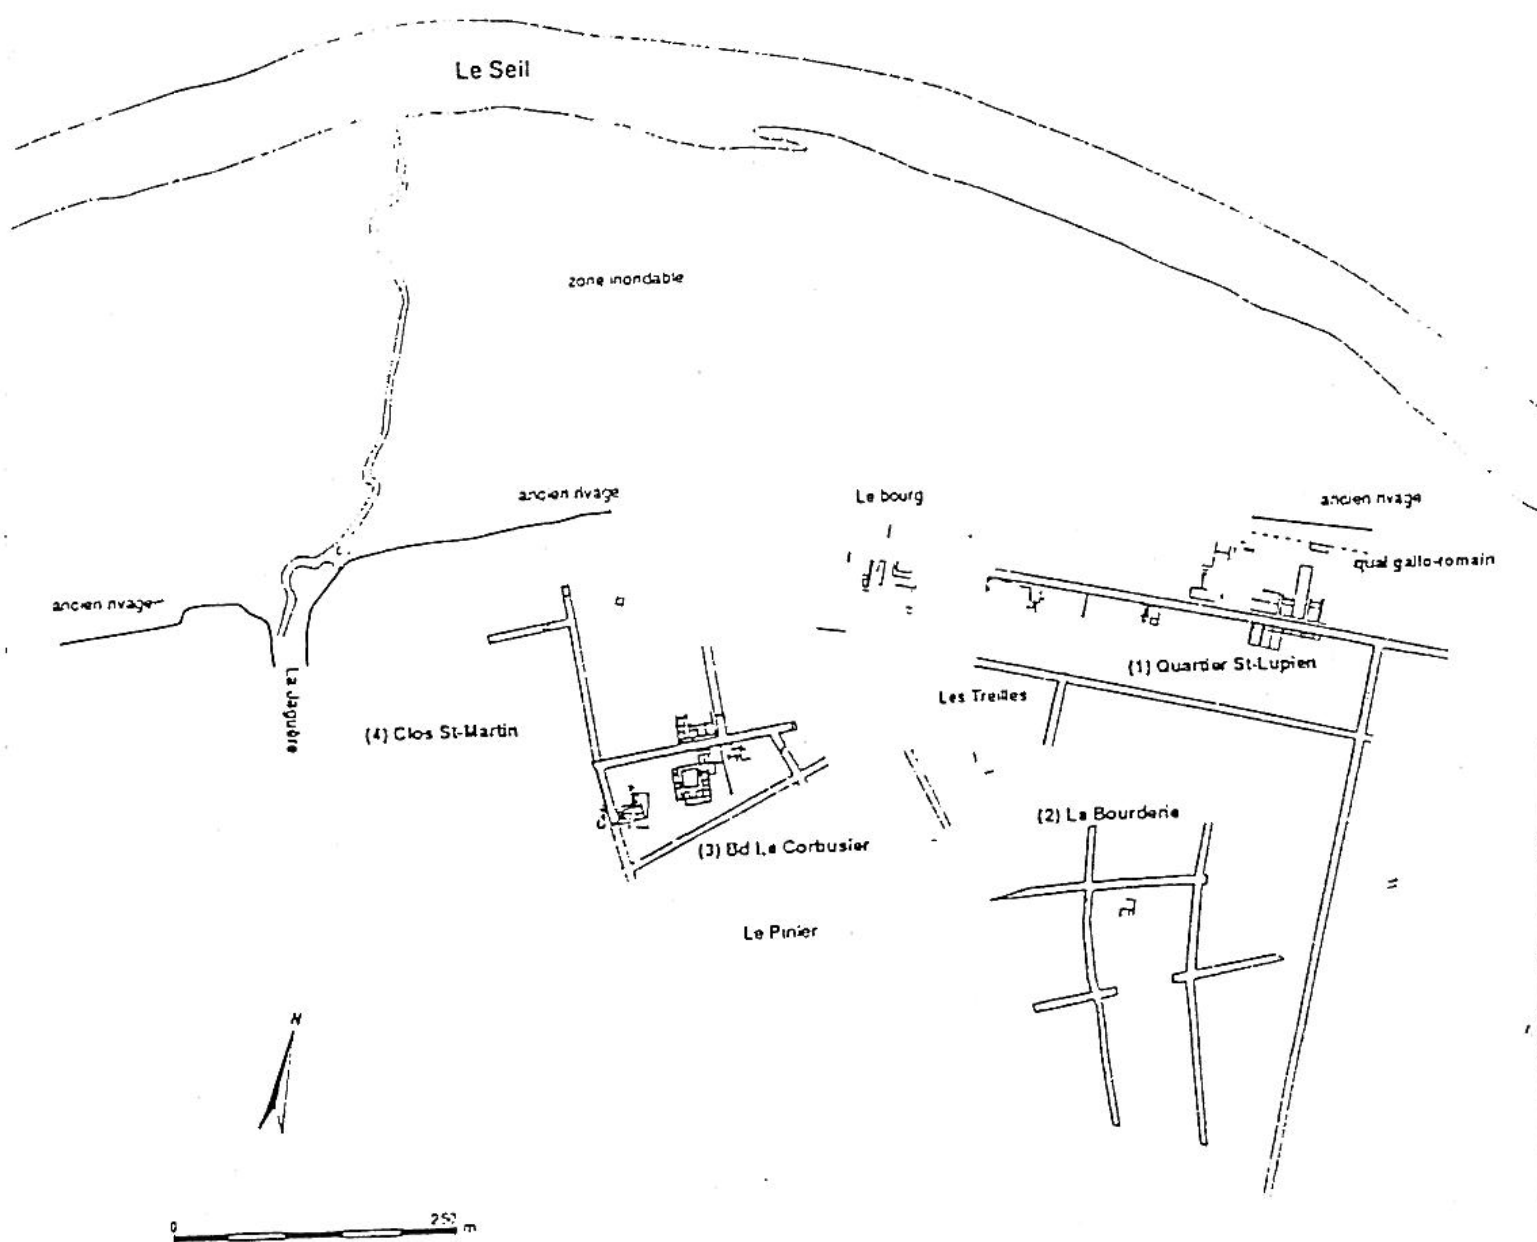 Le Seil
zone inondable
ancien rivage
Le bourg
ancien rivage
quai gallo-romain
ancien rivage
(1) Quartier St-Lupien
La Jaguère
Les Treilles
(4) Clos St-Martin
(2) La Bourderie
(3) Bd Le Corbusier
Le Pinier
N
0
250 m